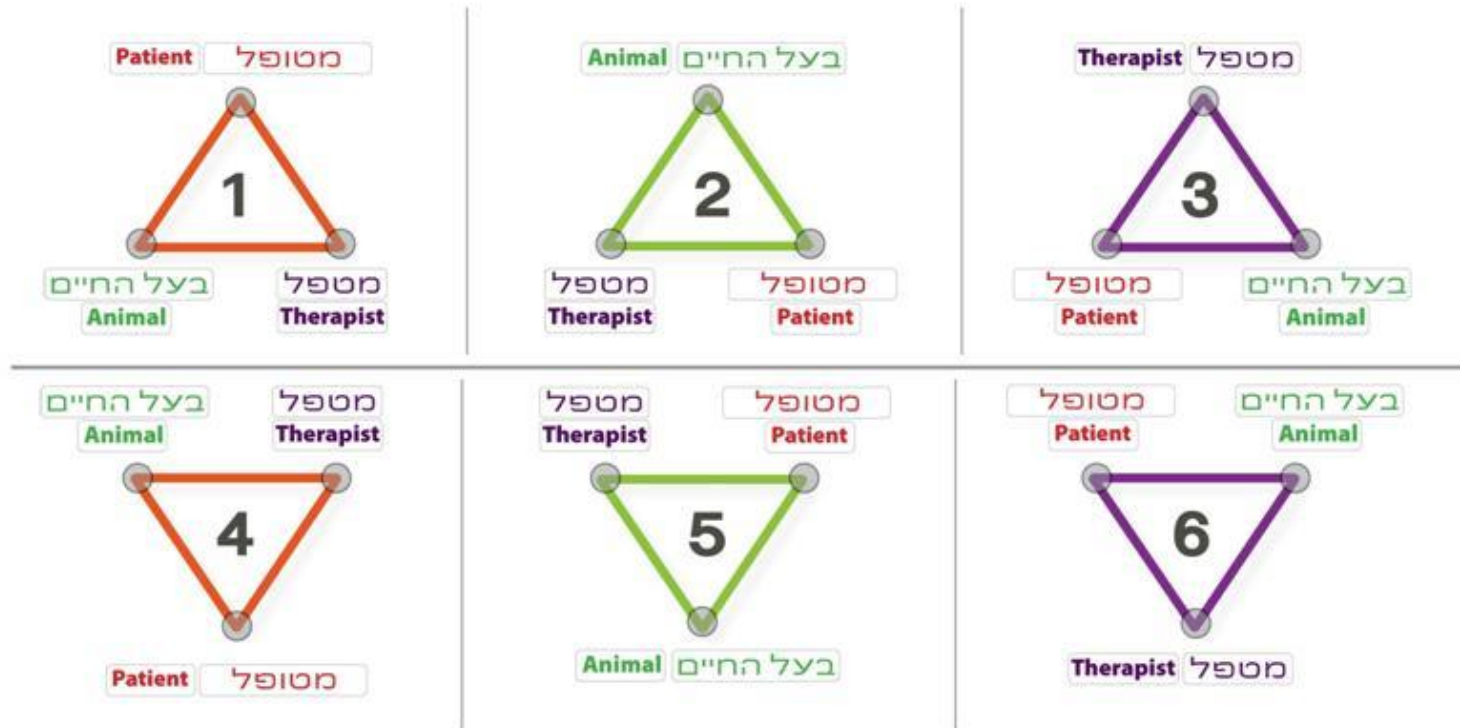 Patient מטופל
1
בעל החיים מטפל
Animal Therapist
Animal בעל החיים
2
מטפל מטופל
Therapist Patient
Therapist מטפל
3
מטופל בעל החיים
Patient Animal
בעל החיים מטפל
Animal Therapist
4
Patient מטופל
מטפל מטופל
Therapist Patient
5
Animal בעל החיים
מטופל בעל החיים
Patient Animal
6
Therapist מטפל